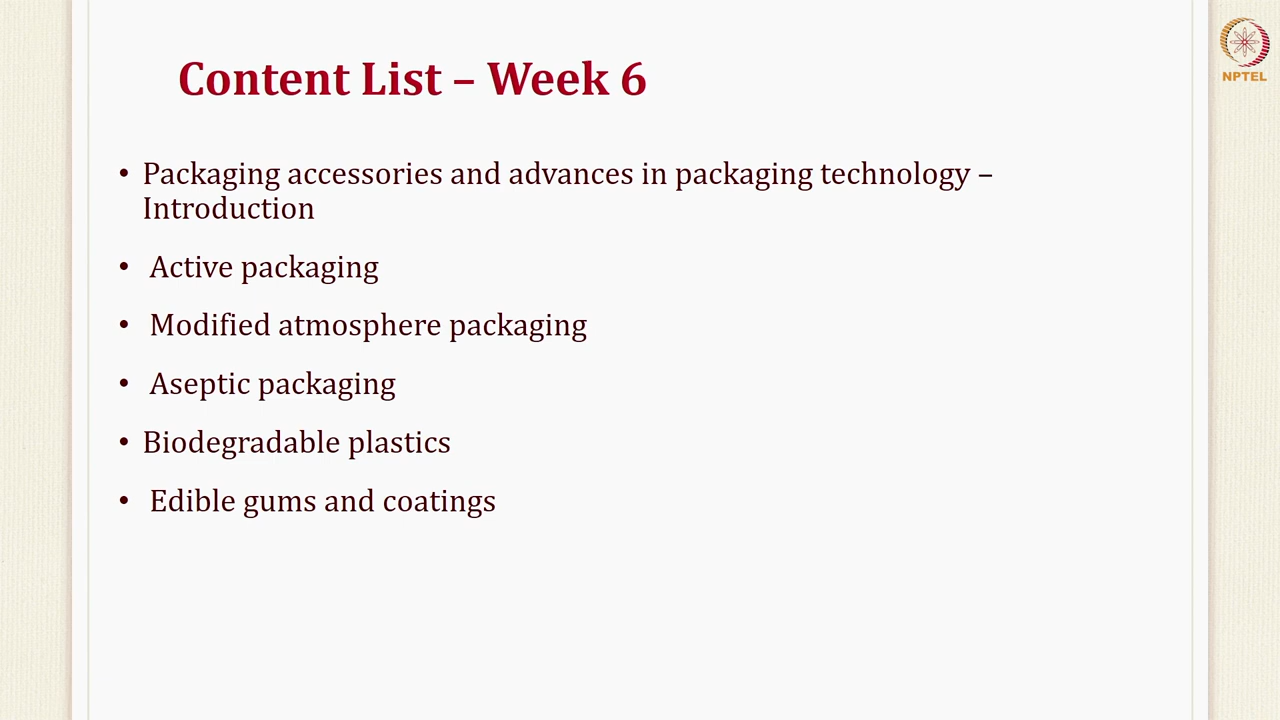 Content List – Week 6
NPTEL
• Packaging accessories and advances in packaging technology –
Introduction
• Active packaging
• Modified atmosphere packaging
• Aseptic packaging
• Biodegradable plastics
• Edible gums and coatings